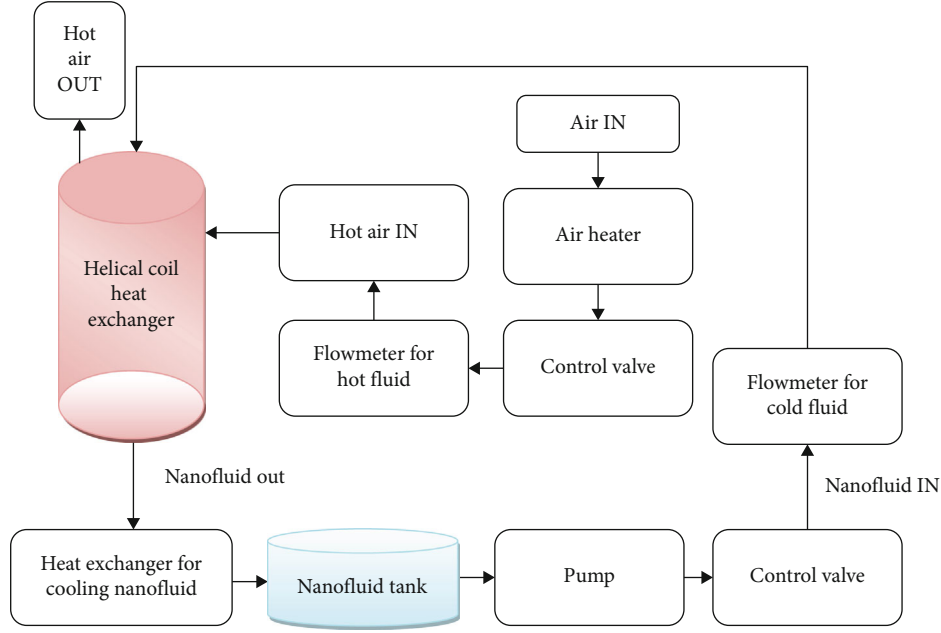 Hot
air
OUT
Air IN
Hot air IN
Air heater
Helical coil
heat
exchanger
Flowmeter for
hot fluid
Control valve
Flowmeter for
cold fluid
Nanofluid out
Nanofluid IN
Heat exchanger for
cooling nanofluid
Nanofluid tank
Pump
Control valve